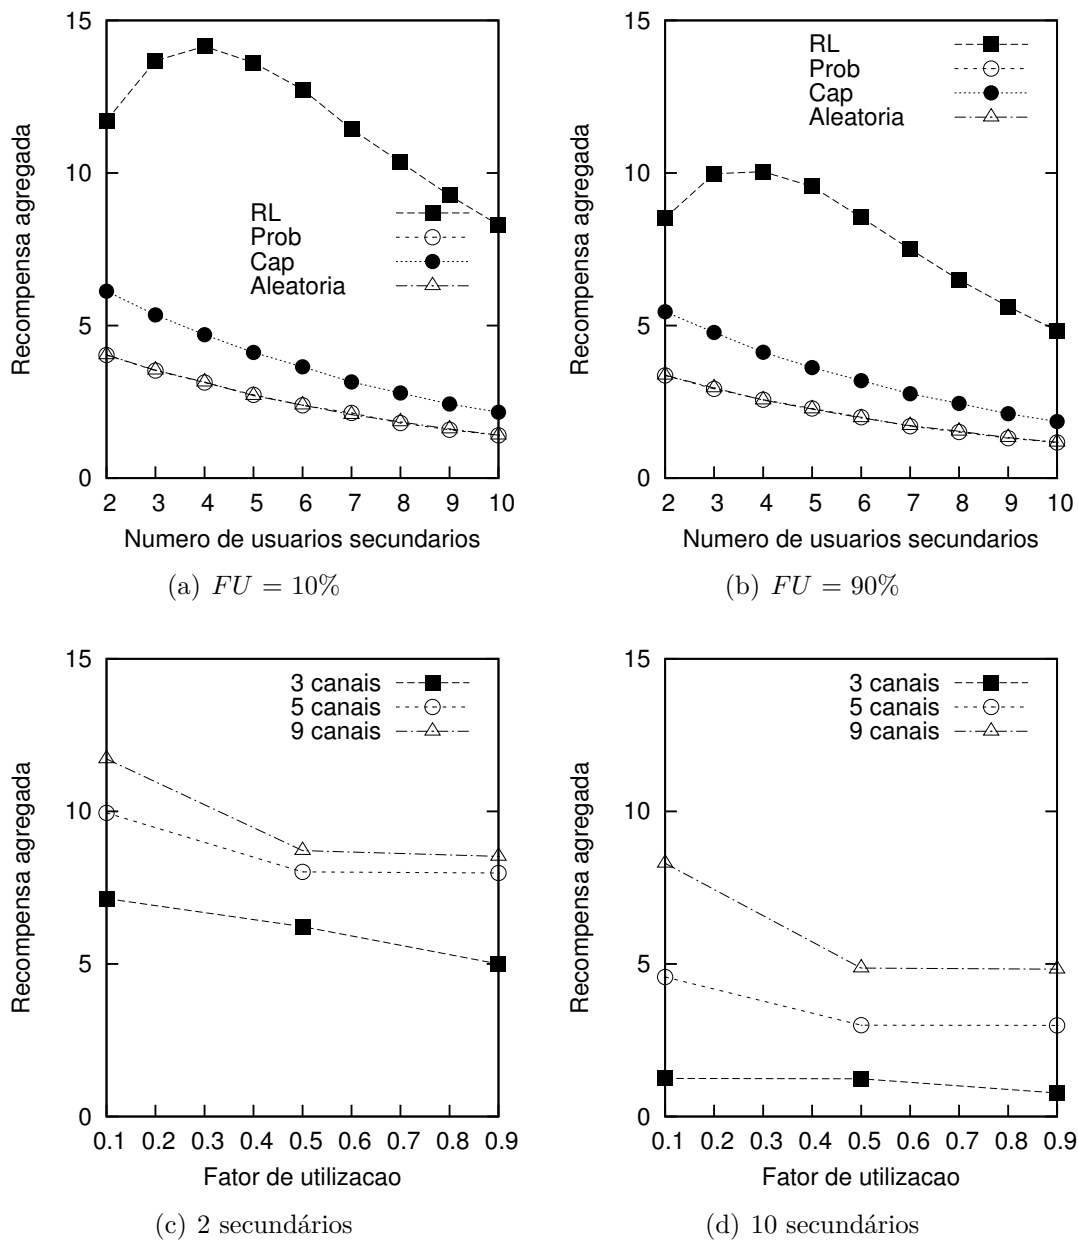 15
10
5
0
Recompensa agregada
RL
Prob
Cap
Aleatoria
2 3 4 5 6 7 8 9 10
Numero de usuarios secundarios
(a) FU = 10%
15
10
5
0
Recompensa agregada
RL
Prob
Cap
Aleatoria
2 3 4 5 6 7 8 9 10
Numero de usuarios secundarios
(b) FU = 90%
15
10
5
0
Recompensa agregada
3 canais
5 canais
9 canais
0.1 0.2 0.3 0.4 0.5 0.6 0.7 0.8 0.9
Fator de utilizacao
(c) 2 secundários
15
10
5
0
Recompensa agregada
3 canais
5 canais
9 canais
0.1 0.2 0.3 0.4 0.5 0.6 0.7 0.8 0.9
Fator de utilizacao
(d) 10 secundários